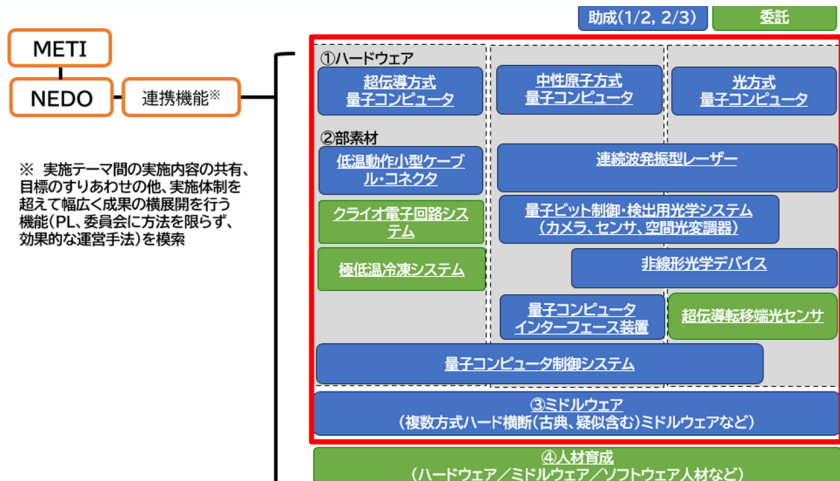 助成(1/2, 2/3)
委託
METI
NEDO
連携機能※
※ 実施テーマ間の実施内容の共有、
目標のすりあわせの他、実施体制を
超えて幅広く成果の横展開を行う
機能(PL、委員会に方法を限らず、
効果的な運営手法)を模索
①ハードウェア
超伝導方式
量子コンピュータ
中性原子方式
量子コンピュータ
光方式
量子コンピュータ
②部素材
低温動作小型ケーブ
ル・コネクタ
連続波発振型レーザー
クライオ電子回路シス
テム
量子ビット制御・検出用光学システム
(カメラ、センサ、空間光変調器)
極低温冷凍システム
非線形光学デバイス
量子コンピュータ
インターフェース装置
超伝導転移端光センサ
量子コンピュータ制御システム
③ミドルウェア
(複数方式ハード横断(古典、疑似含む)ミドルウェアなど)
④人材育成
(ハードウェア／ミドルウェア／ソフトウェア人材など)